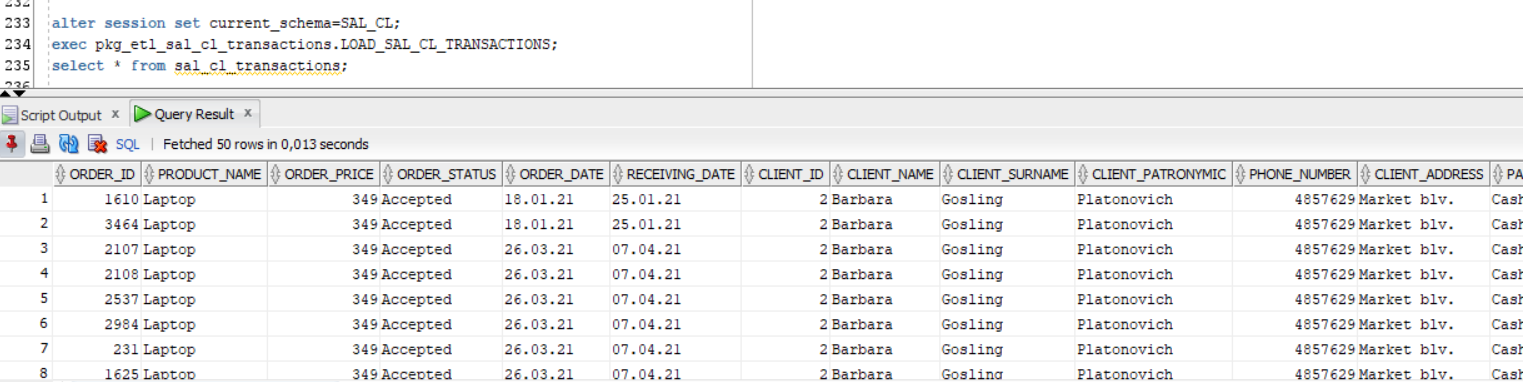 232
233 alter session set current_schema=SAL_CL;
234 exec pkg_etl_sal_cl_transactions.LOAD_SAL_CL_TRANSACTIONS;
235 select * from sal_cl_transactions;
236
Script Output x Query Result x
SQL | Fetched 50 rows in 0,013 seconds
ORDER_ID PRODUCT_NAME ORDER_PRICE ORDER_STATUS ORDER_DATE RECEIVING_DATE CLIENT_ID CLIENT_NAME CLIENT_SURNAME CLIENT_PATRONYMIC PHONE_NUMBER CLIENT_ADDRESS PA
1 1610 Laptop 349 Accepted 18.01.21 25.01.21 2 Barbara Gosling Platonovich 4857629 Market blv. Cash
2 3464 Laptop 349 Accepted 18.01.21 25.01.21 2 Barbara Gosling Platonovich 4857629 Market blv. Cash
3 2107 Laptop 349 Accepted 26.03.21 07.04.21 2 Barbara Gosling Platonovich 4857629 Market blv. Cash
4 2108 Laptop 349 Accepted 26.03.21 07.04.21 2 Barbara Gosling Platonovich 4857629 Market blv. Cash
5 2537 Laptop 349 Accepted 26.03.21 07.04.21 2 Barbara Gosling Platonovich 4857629 Market blv. Cash
6 2984 Laptop 349 Accepted 26.03.21 07.04.21 2 Barbara Gosling Platonovich 4857629 Market blv. Cash
7 231 Laptop 349 Accepted 26.03.21 07.04.21 2 Barbara Gosling Platonovich 4857629 Market blv. Cash
8 1625 Laptop 349 Accepted 26.03.21 07.04.21 2 Barbara Gosling Platonovich 4857629 Market blv. Cash